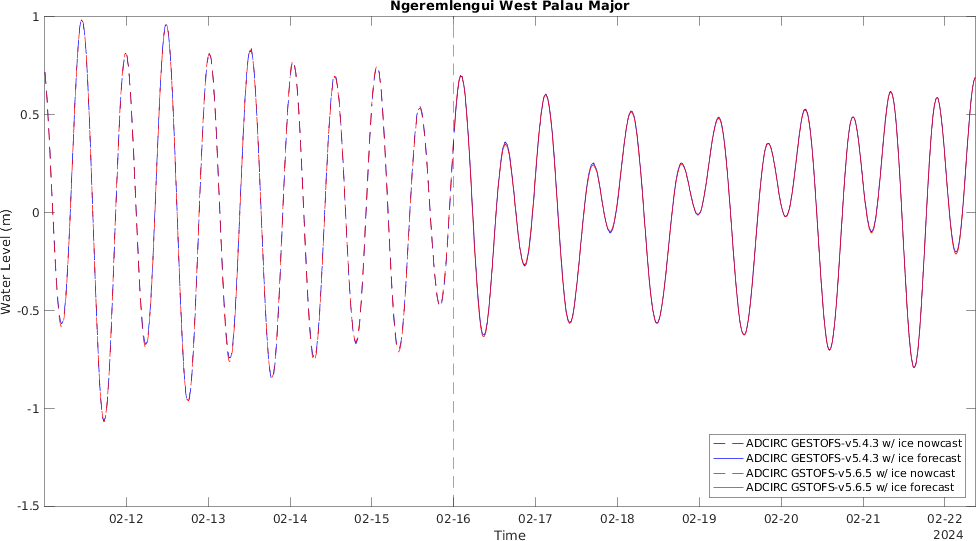 Ngeremlengui West Palau Major
1
0.5
0
-0.5
-1
-1.5
Water Level (m)
ADCIRC GESTOFS-v5.4.3 w/ ice nowcast
ADCIRC GESTOFS-v5.4.3 w/ ice forecast
ADCIRC GSTOFS-v5.6.5 w/ ice nowcast
ADCIRC GSTOFS-v5.6.5 w/ ice forecast
02-12 02-13 02-14 02-15 02-16 02-17 02-18 02-19 02-20 02-21 02-22
Time
2024